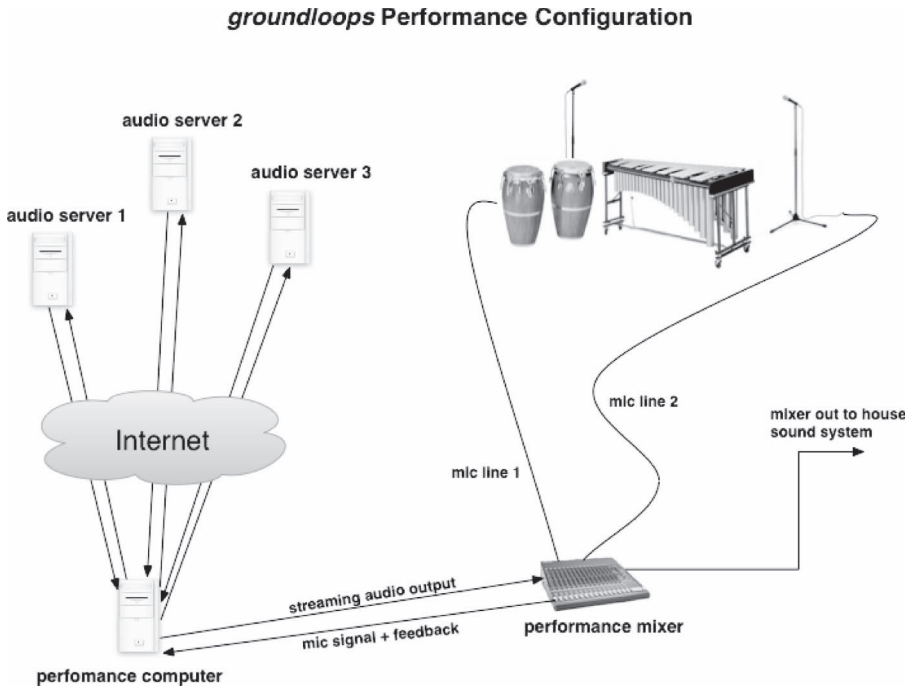 groundloops Performance Configuration
audio server 2
audio server 3
audio server 1
Internet
mic line 2
mixer out to house
sound system
mic line 1
streaming audio output
mic signal + feedback
performance mixer
perfomance computer